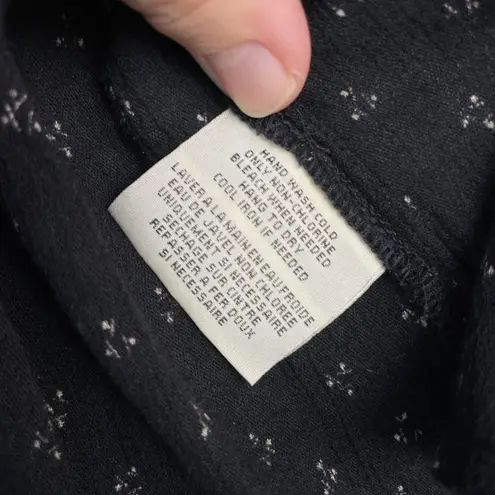 HAND WASH COLD
ONLY NON-CHLORINE
BLEACH WHEN NEEDED
HANG TO DRY
COOL IRON IF NEEDED
LAVER A LA MAIN EN EAU FROIDE
EAU DE JAVEL NON CHLOREE
UNIQUEMENT SI NECESSAIRE
SECHAGE SUR CINTRE
REPASSER A FER DOUX
SI NECESSAIRE